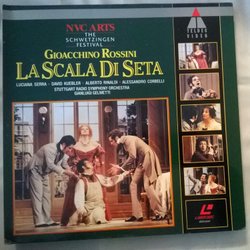 NVC ARTS
THE
SCHWETZINGEN
FESTIVAL
GIOACCHINO ROSSINI
LA SCALA DI SETA
LUCIANA SERRA · DAVID KUEBLER · ALBERTO RINALDI · ALESSANDRO CORBELLI
STUTTGART RADIO SYMPHONY ORCHESTRA
GIANLUIGI GELMETTI
TELDEC
VIDEO